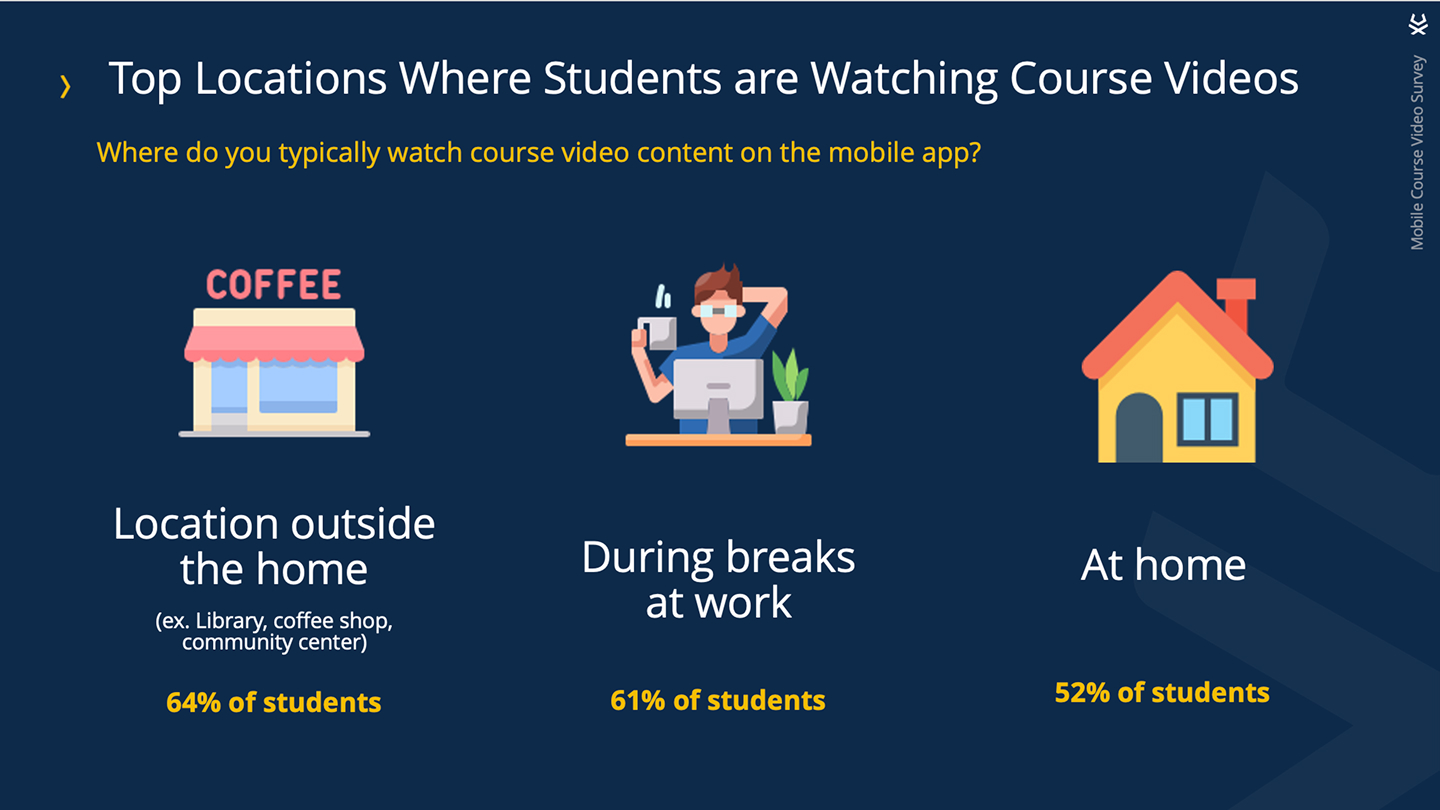 Top Locations Where Students are Watching Course Videos
Where do you typically watch course video content on the mobile app?
COFFEE
Location outside
the home
(ex. Library, coffee shop,
community center)
64% of students
During breaks
at work
61% of students
At home
52% of students
Mobile Course Video Survey